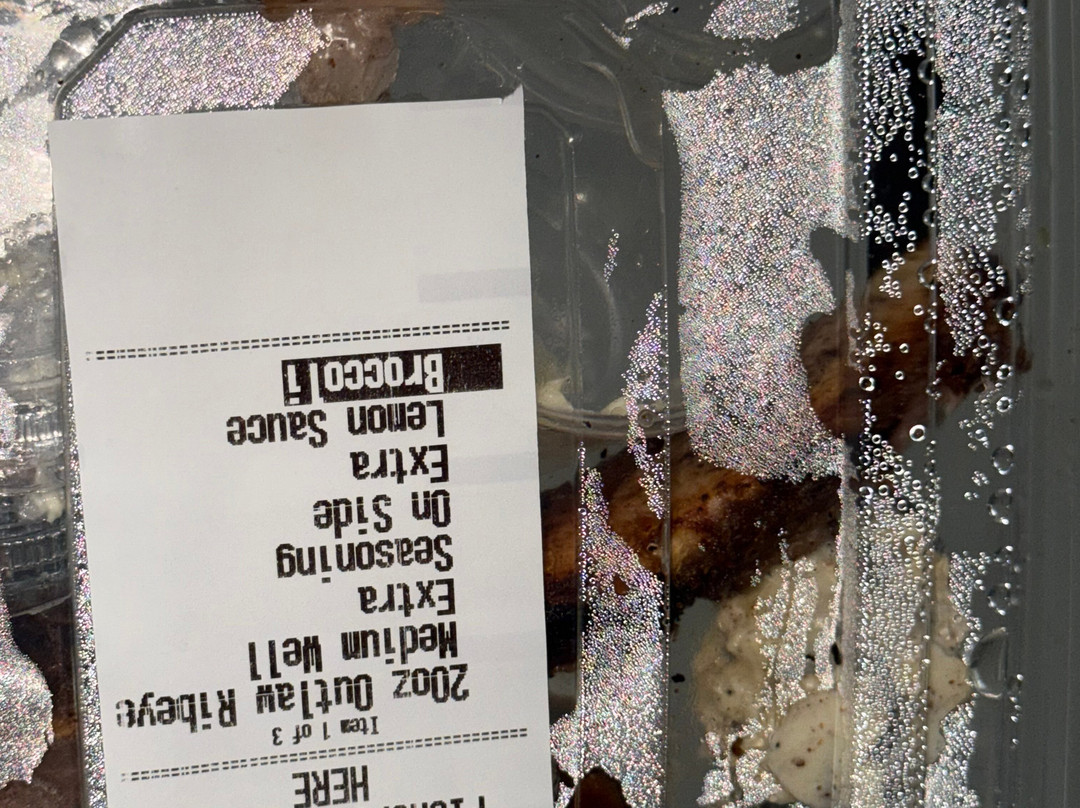 HERE
Item 1 of 3
20oz Outlaw Ribeye
Medium Well
Extra
Seasoning
On Side
Extra
Lemon Sauce
Broccoli